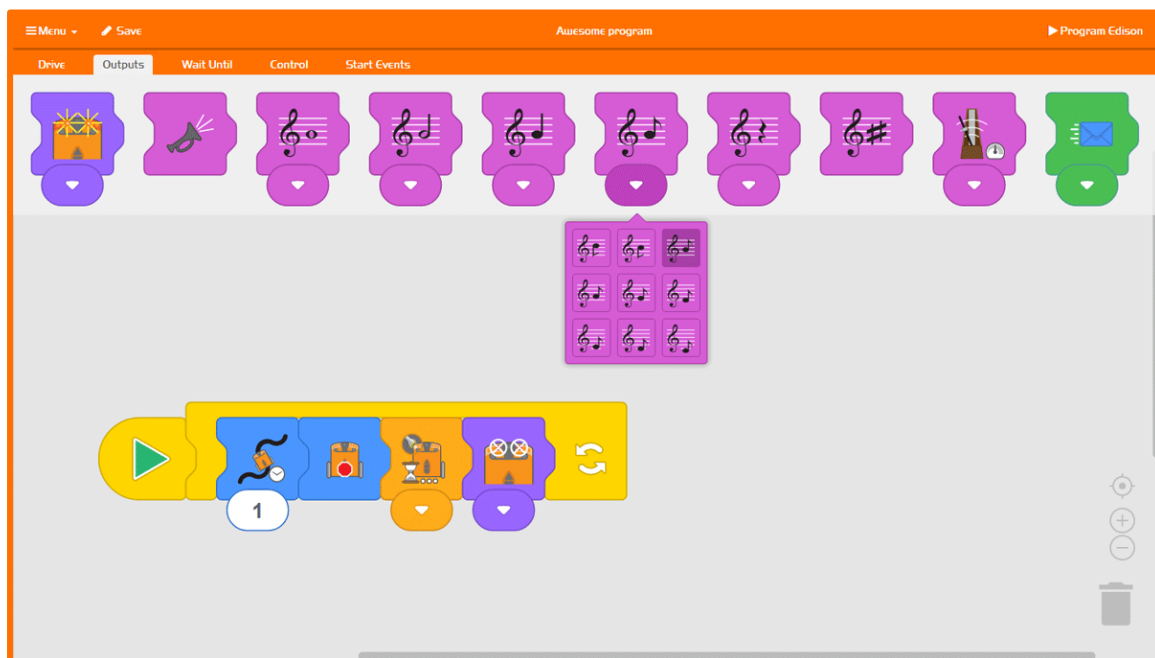 Menu
Save
Awesome program
Program Edison
Drive
Outputs
Wait Until
Control
Start Events
1